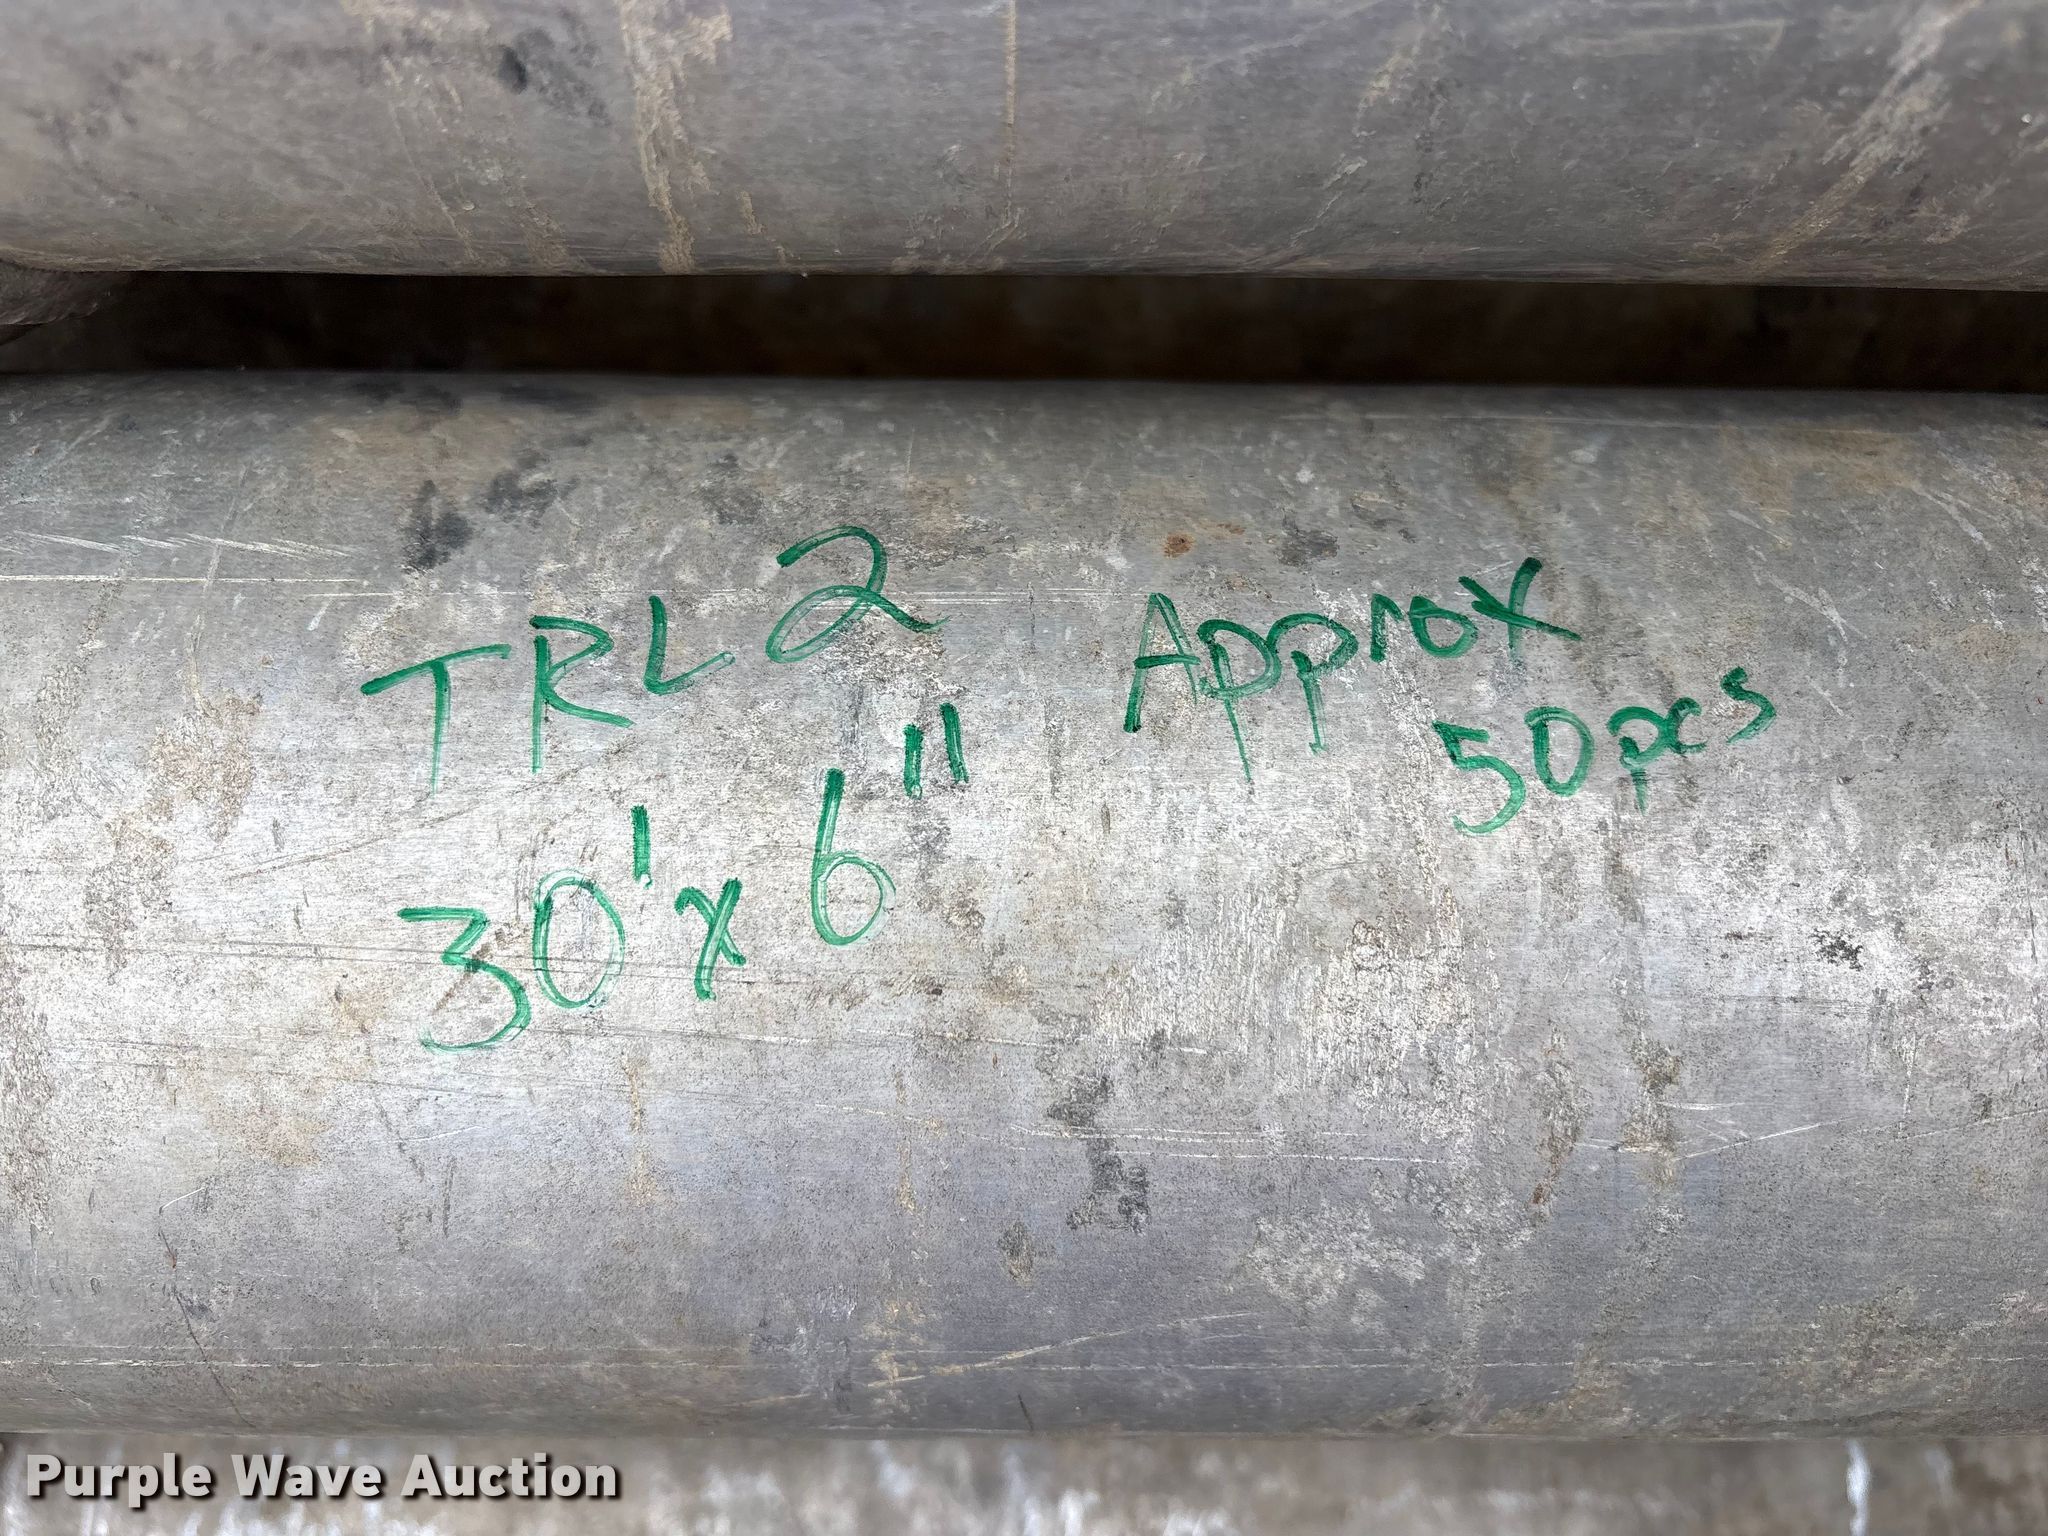 TRL 2 Approx
50pcs
30' x 6"
Purple Wave Auction